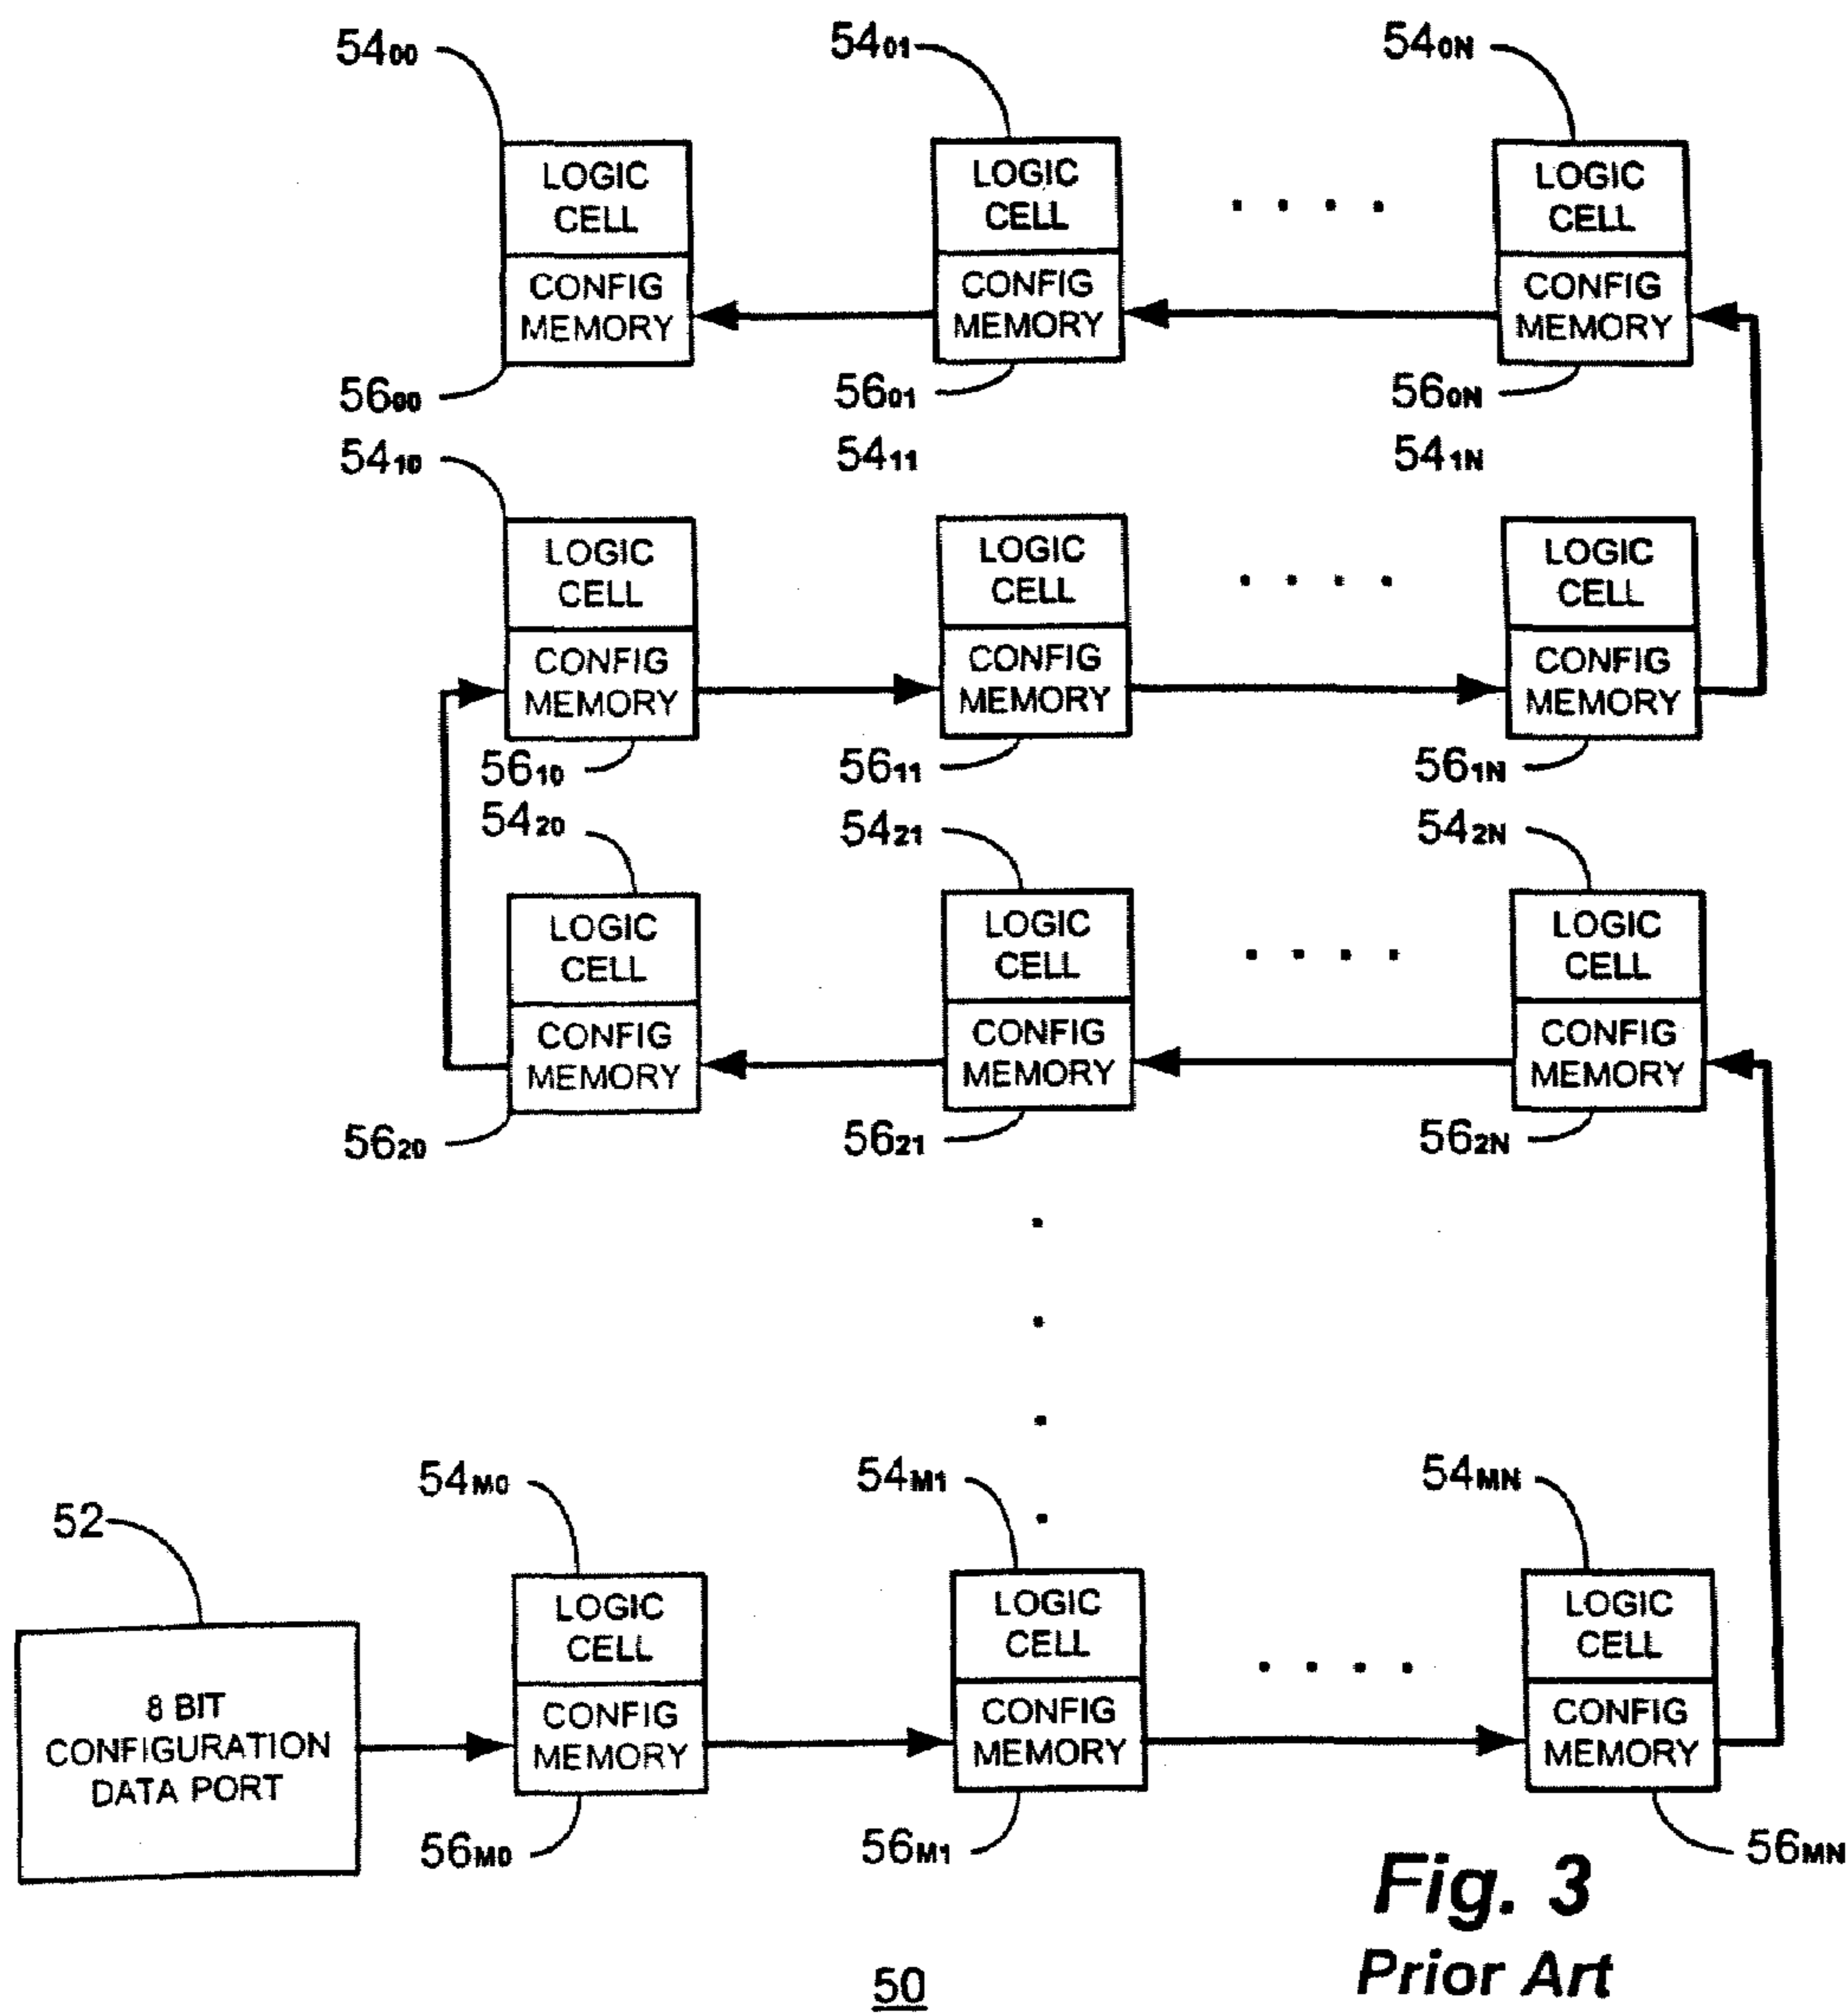 54₀₀ 54₀₁ 54₀N
LOGIC CELL LOGIC CELL LOGIC CELL
CONFIG MEMORY CONFIG MEMORY CONFIG MEMORY
56₀₀ 56₀₁ 56₀N
54₁₀ 54₁₁ 54₁N
LOGIC CELL LOGIC CELL LOGIC CELL
CONFIG MEMORY CONFIG MEMORY CONFIG MEMORY
56₁₀ 56₁₁ 56₁N
54₂₀ 54₂₁ 54₂N
LOGIC CELL LOGIC CELL LOGIC CELL
CONFIG MEMORY CONFIG MEMORY CONFIG MEMORY
56₂₀ 56₂₁ 56₂N
54M₀ 54M₁ 54MN
52
LOGIC CELL LOGIC CELL LOGIC CELL
8 BIT
CONFIGURATION
DATA PORT
CONFIG MEMORY CONFIG MEMORY CONFIG MEMORY
56M₀ 56M₁ 56MN
Fig. 3
Prior Art
50